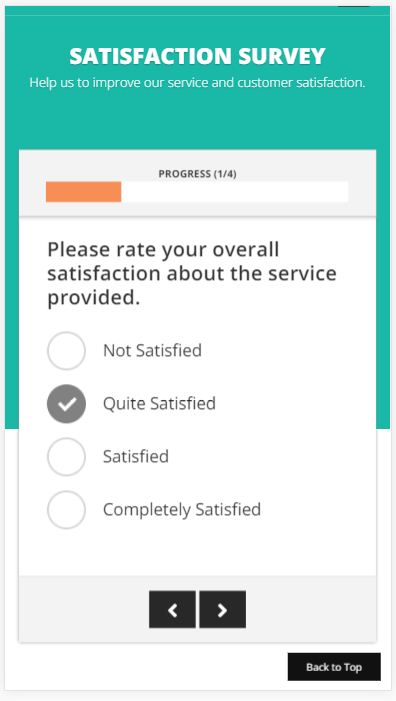 SATISFACTION SURVEY
Help us to improve our service and customer satisfaction.
PROGRESS (1/4)
Please rate your overall
satisfaction about the service
provided.
Not Satisfied
Quite Satisfied
Satisfied
Completely Satisfied
Back to Top